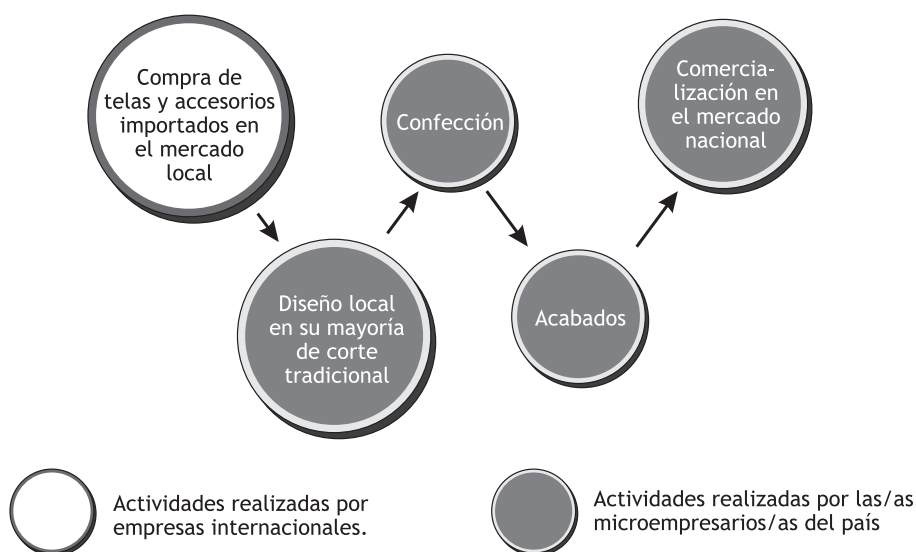 Compra de
telas y accesorios
importados en
el mercado
local
Diseño local
en su mayoría
de corte
tradicional
Confección
Acabados
Comercia-
lización en
el mercado
nacional
Actividades realizadas por
empresas internacionales.
Actividades realizadas por las/as
microempresarios/as del país